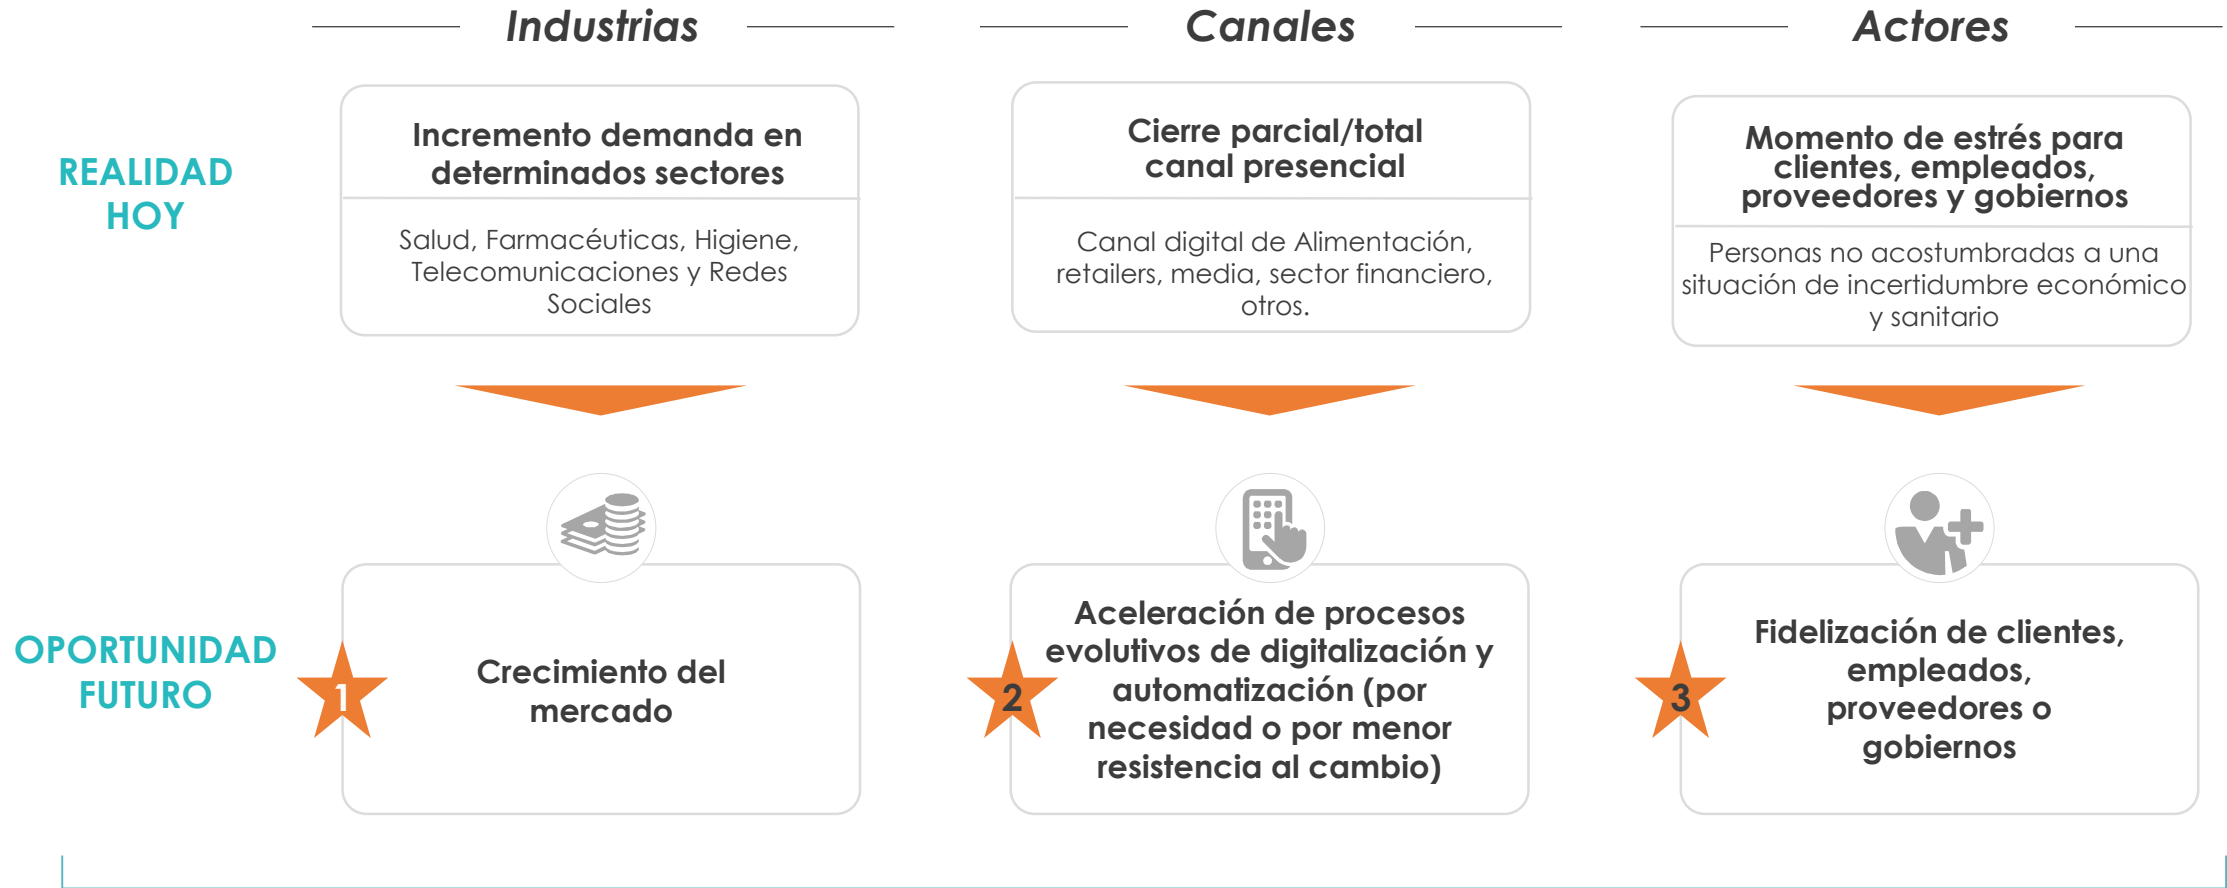 Industrias
Canales
Actores
REALIDAD
HOY
Incremento demanda en
determinados sectores
Salud, Farmacéuticas, Higiene,
Telecomunicaciones y Redes
Sociales
Cierre parcial/total
canal presencial
Canal digital de Alimentación,
retailers, media, sector financiero,
otros.
Momento de estrés para
clientes, empleados,
proveedores y gobiernos
Personas no acostumbradas a una
situación de incertidumbre económico
y sanitario
OPORTUNIDAD
FUTURO
1
Crecimiento del
mercado
2
Aceleración de procesos
evolutivos de digitalización y
automatización (por
necesidad o por menor
resistencia al cambio)
3
Fidelización de clientes,
empleados,
proveedores o
gobiernos